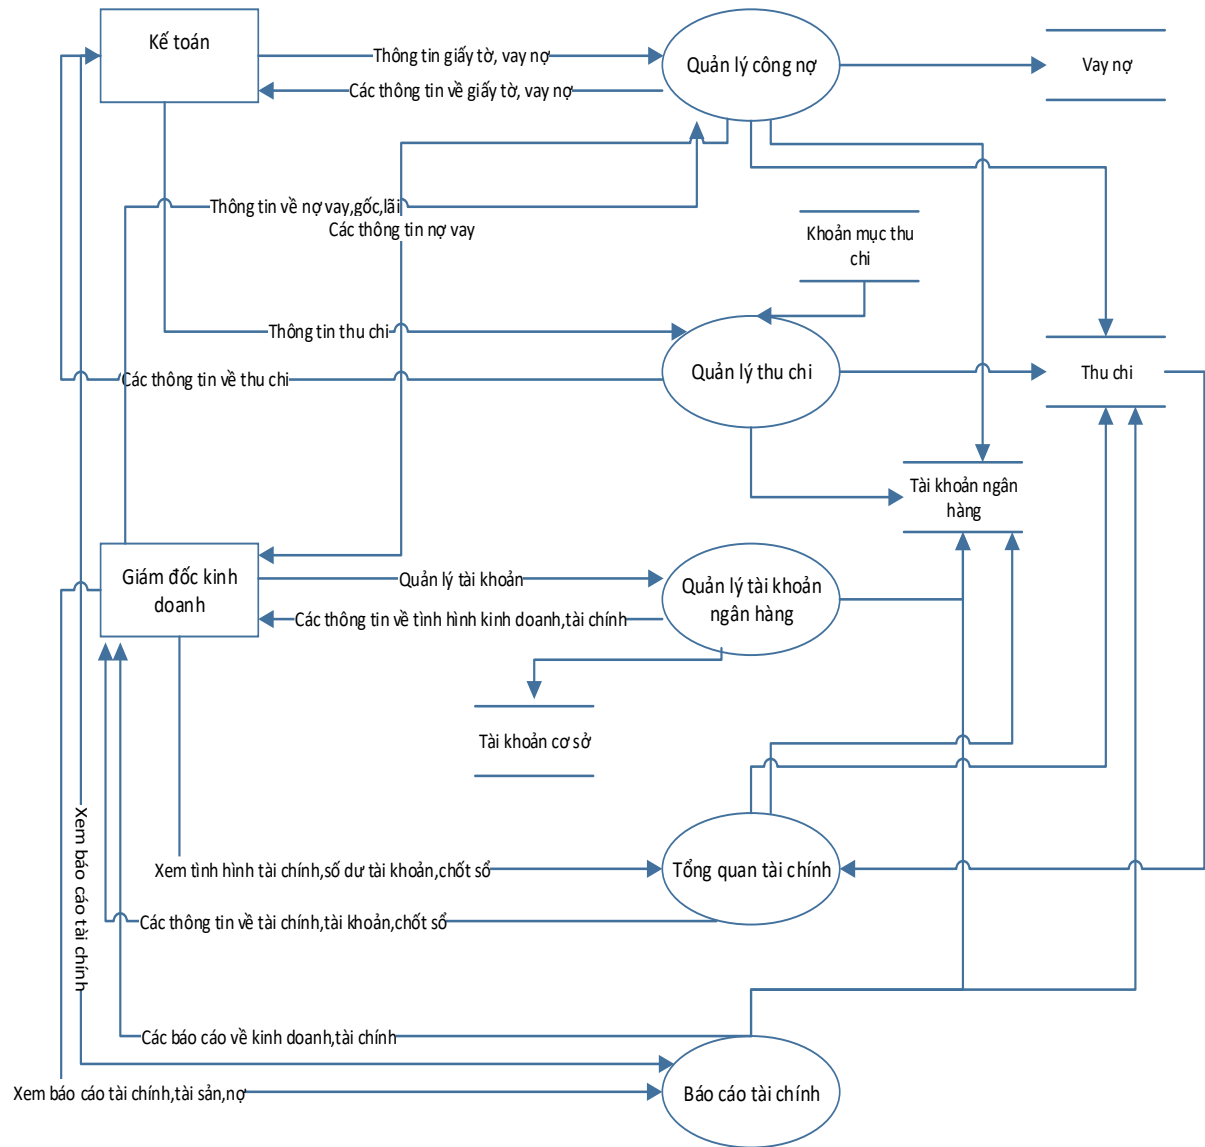 Kế toán
Thông tin giấy tờ, vay nợ
Quản lý công nợ
Vay nợ
Các thông tin về giấy tờ, vay nợ
Thông tin về nợ vay,gốc,lãi
Các thông tin nợ vay
Khoản mục thu
chi
Thông tin thu chi
Các thông tin về thu chi
Quản lý thu chi
Thu chi
Tài khoản ngân
hàng
Giám đốc kinh
doanh
Quản lý tài khoản
Quản lý tài khoản
ngân hàng
Các thông tin về tình hình kinh doanh,tài chính
Tài khoản cơ sở
Xem báo cáo tài chính
Xem tình hình tài chính,số dư tài khoản,chốt sổ
Tổng quan tài chính
Các thông tin về tài chính,tài khoản,chốt sổ
Các báo cáo về kinh doanh,tài chính
Xem báo cáo tài chính,tài sản,nợ
Báo cáo tài chính